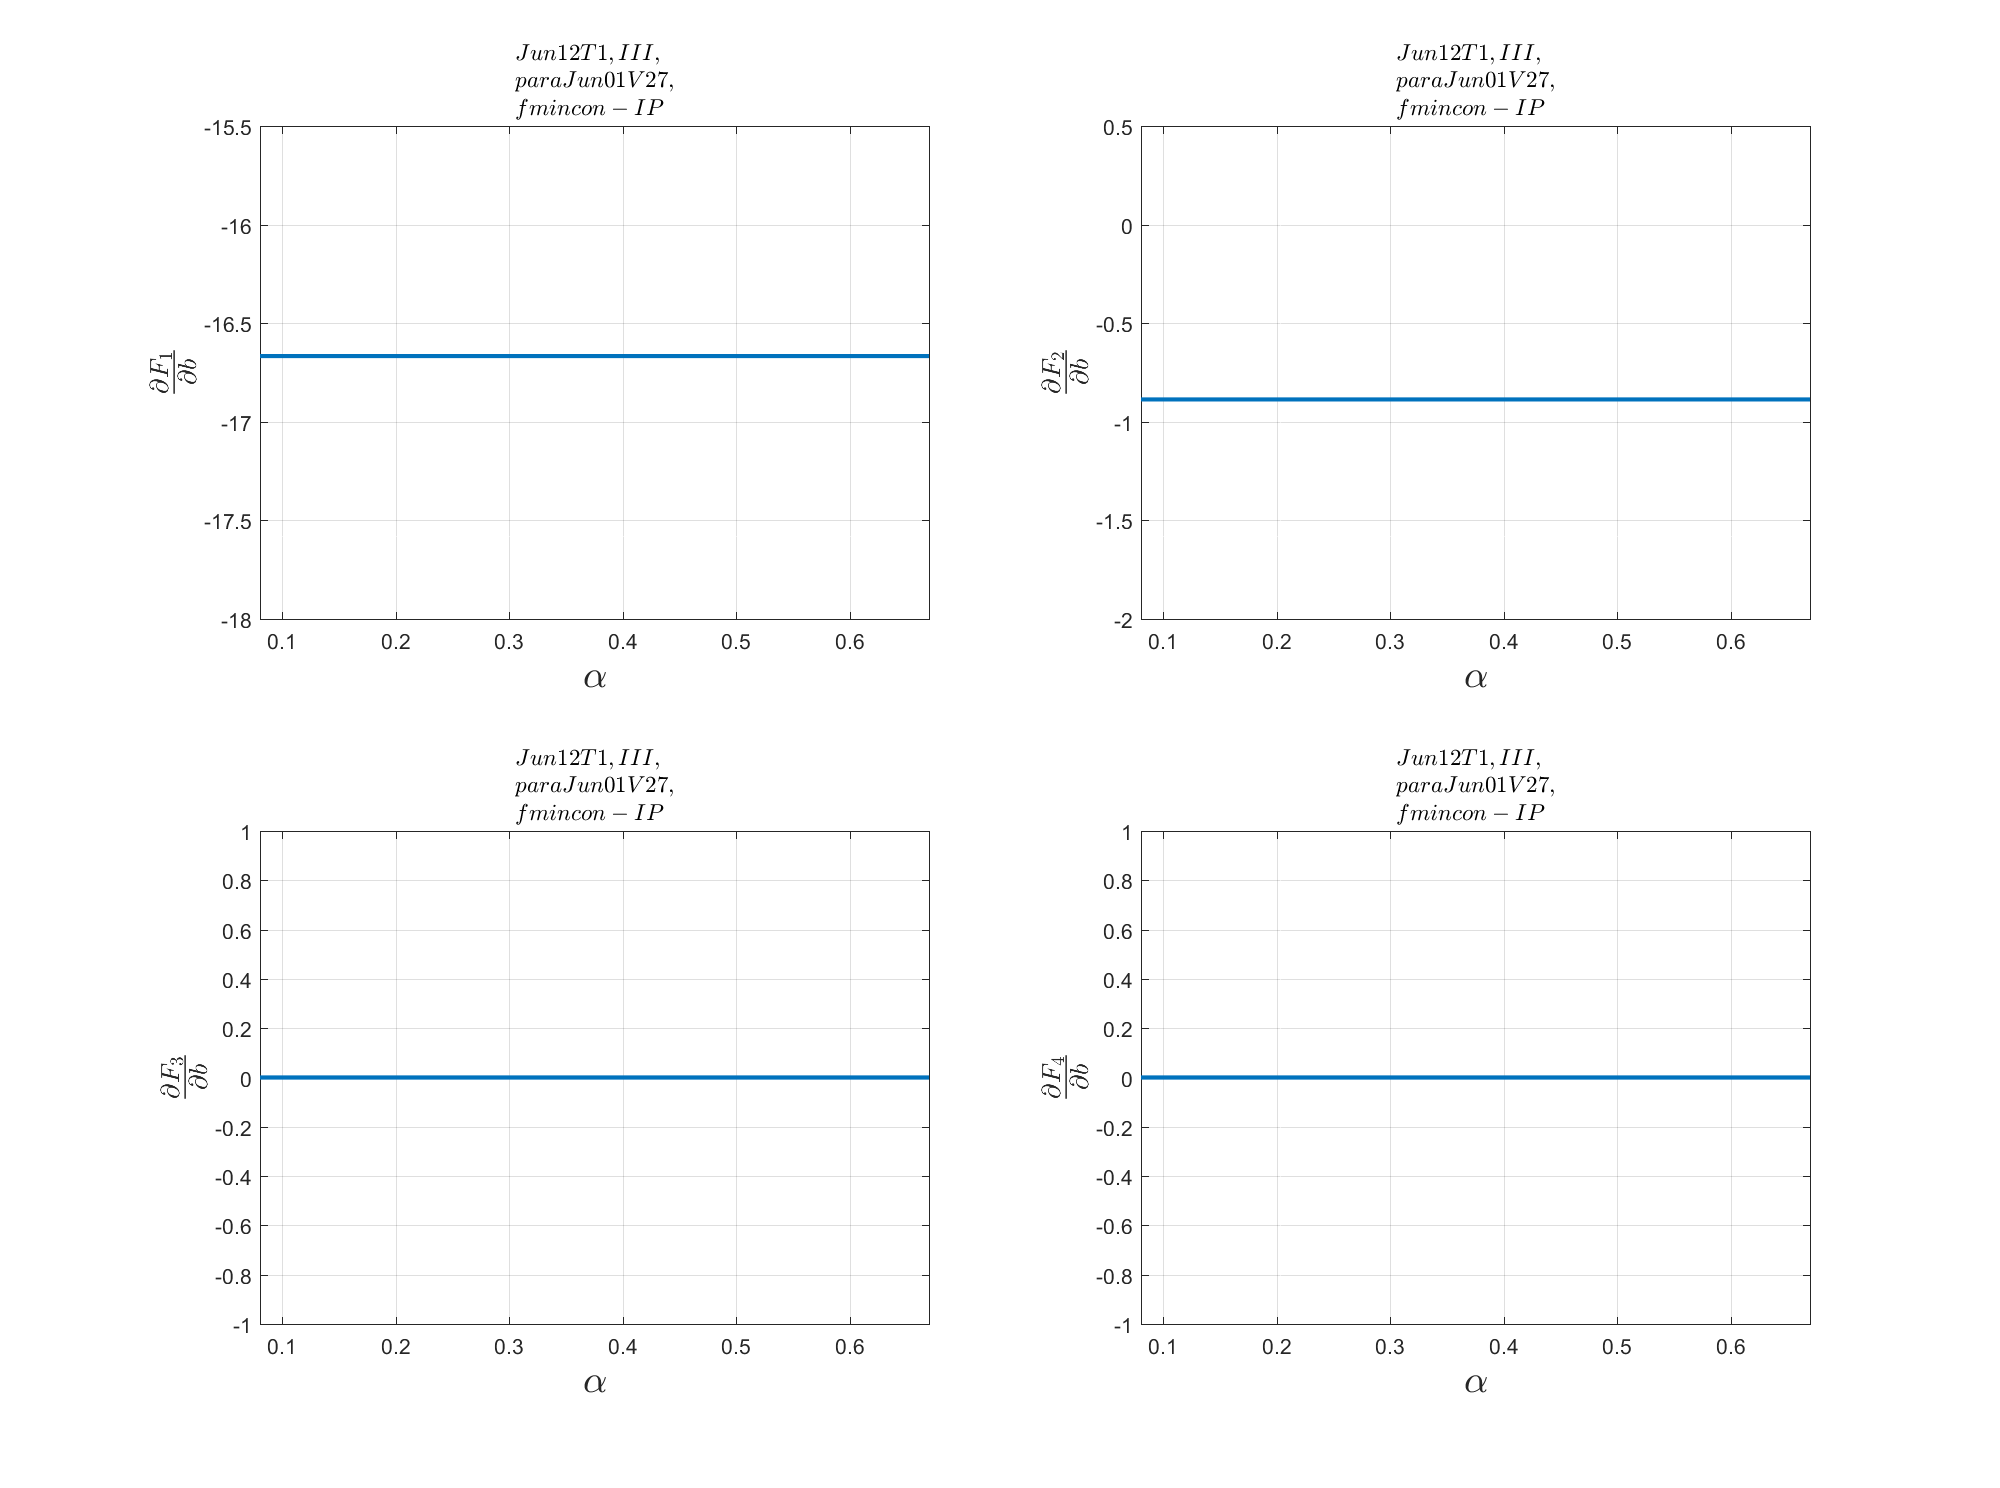 Jun12T1, III,
paraJun01V27,
fmincon − IP
-15.5
-16
-16.5
-17
-17.5
-18
∂F1/∂b
0.1 0.2 0.3 0.4 0.5 0.6
α
Jun12T1, III,
paraJun01V27,
fmincon − IP
0.5
0
-0.5
-1
-1.5
-2
∂F2/∂b
0.1 0.2 0.3 0.4 0.5 0.6
α
Jun12T1, III,
paraJun01V27,
fmincon − IP
1
0.8
0.6
0.4
0.2
0
-0.2
-0.4
-0.6
-0.8
-1
∂F3/∂b
0.1 0.2 0.3 0.4 0.5 0.6
α
Jun12T1, III,
paraJun01V27,
fmincon − IP
1
0.8
0.6
0.4
0.2
0
-0.2
-0.4
-0.6
-0.8
-1
∂F4/∂b
0.1 0.2 0.3 0.4 0.5 0.6
α